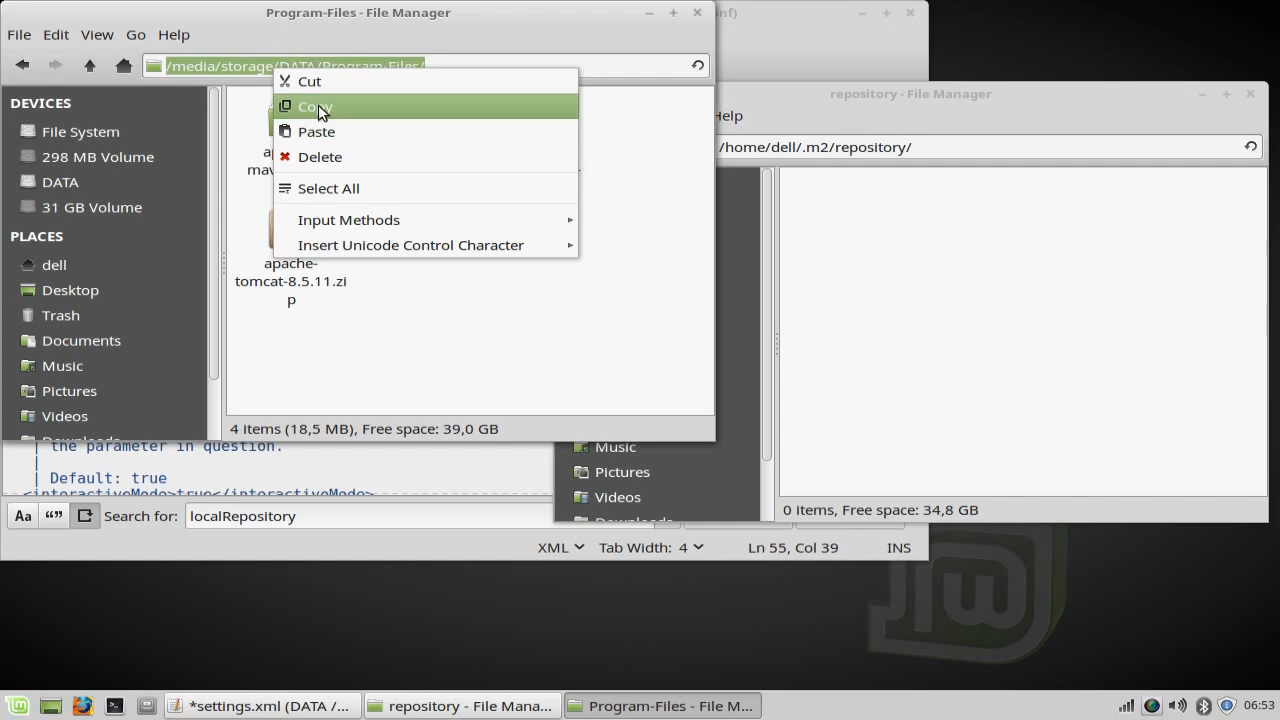 Program-Files - File Manager
File Edit View Go Help
/media/storage/DATA/Program-Files/
Cut
Copy
Paste
Delete
Select All
Input Methods
Insert Unicode Control Character
DEVICES
File System
298 MB Volume
DATA
31 GB Volume
PLACES
dell
Desktop
Trash
Documents
Music
Pictures
Videos
apache-
tomcat-8.5.11.zi
p
4 items (18,5 MB), Free space: 39,0 GB
repository - File Manager
Help
/home/dell/.m2/repository/
Music
Pictures
Videos
0 items, Free space: 34,8 GB
the parameter in question.
|
| Default: true
<interactiveMode>true</interactiveMode>
Aa
Search for: localRepository
XML Tab Width: 4 Ln 55, Col 39 INS
*settings.xml (DATA /...
repository - File Mana...
Program-Files - File M...
06:53